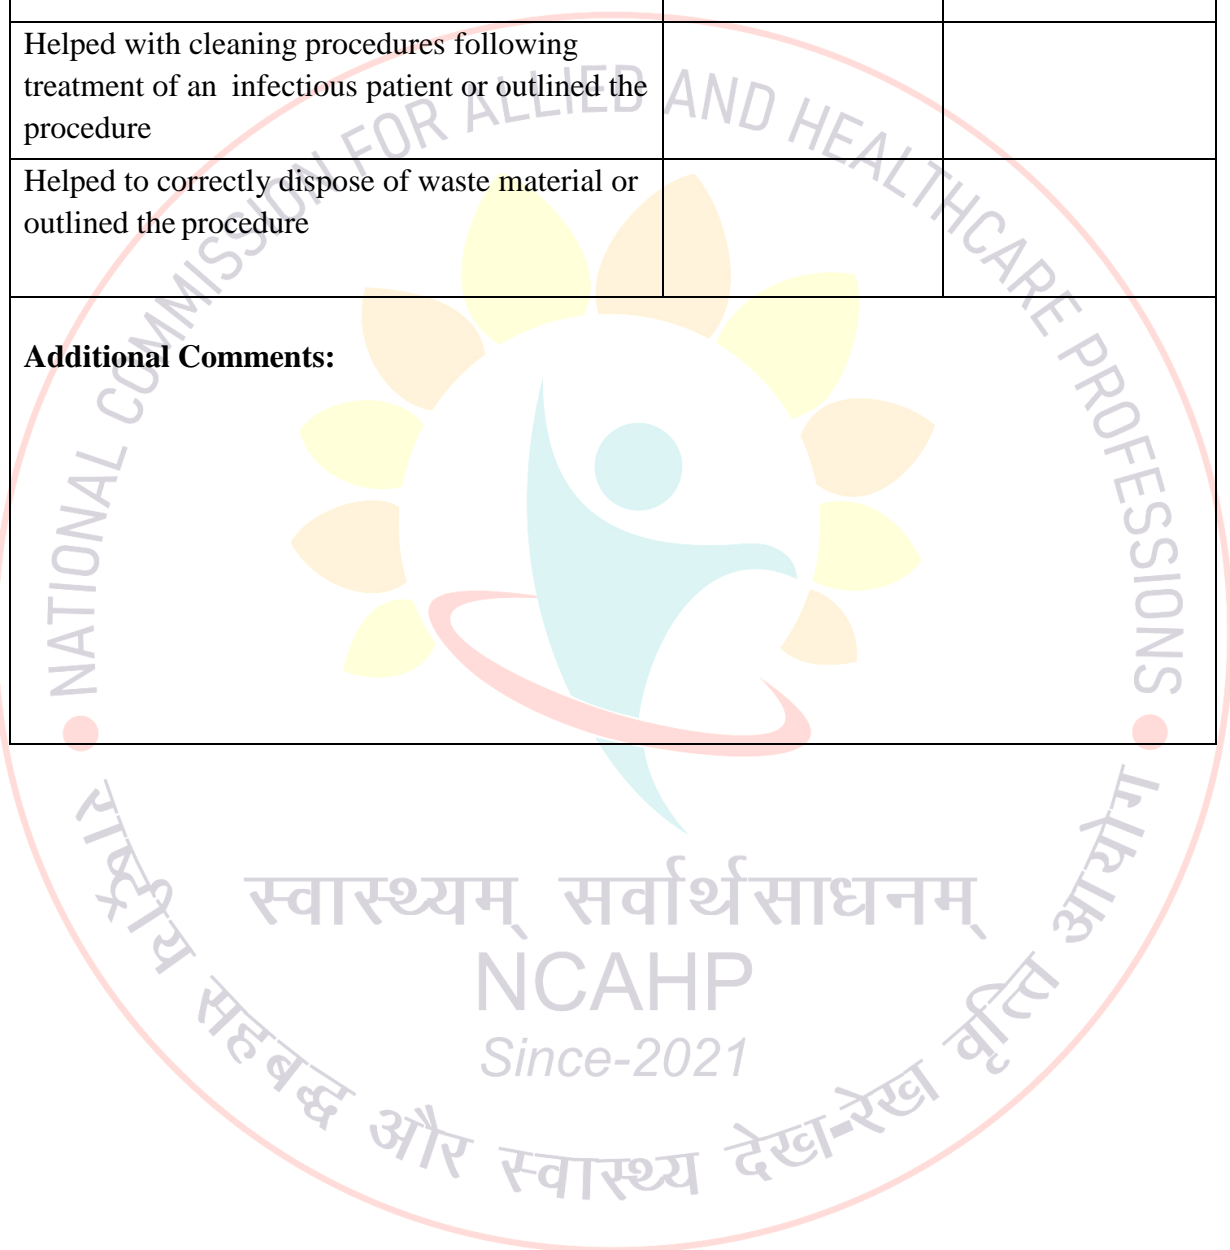 Helped with cleaning procedures following
treatment of an infectious patient or outlined the
procedure
Helped to correctly dispose of waste material or
outlined the procedure
Additional Comments:
NATIONAL COMMISSION FOR ALLIED AND HEALTHCARE PROFESSIONS
स्वास्थ्यम् सर्वार्थसाधनम्
NCAHP
Since-2021
राष्ट्रीय सहबद्ध और स्वास्थ्य देख-रेख वृत्ति आयोग